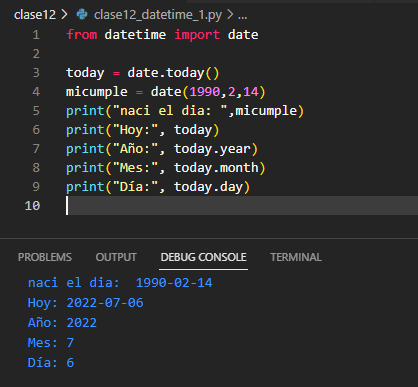 clase12 > clase12_datetime_1.py > ...
1 from datetime import date
2
3 today = date.today()
4 micumple = date(1990,2,14)
5 print("naci el dia: ",micumple)
6 print("Hoy:", today)
7 print("Año:", today.year)
8 print("Mes:", today.month)
9 print("Día:", today.day)
10
PROBLEMS OUTPUT DEBUG CONSOLE TERMINAL
naci el dia:  1990-02-14
Hoy: 2022-07-06
Año: 2022
Mes: 7
Día: 6